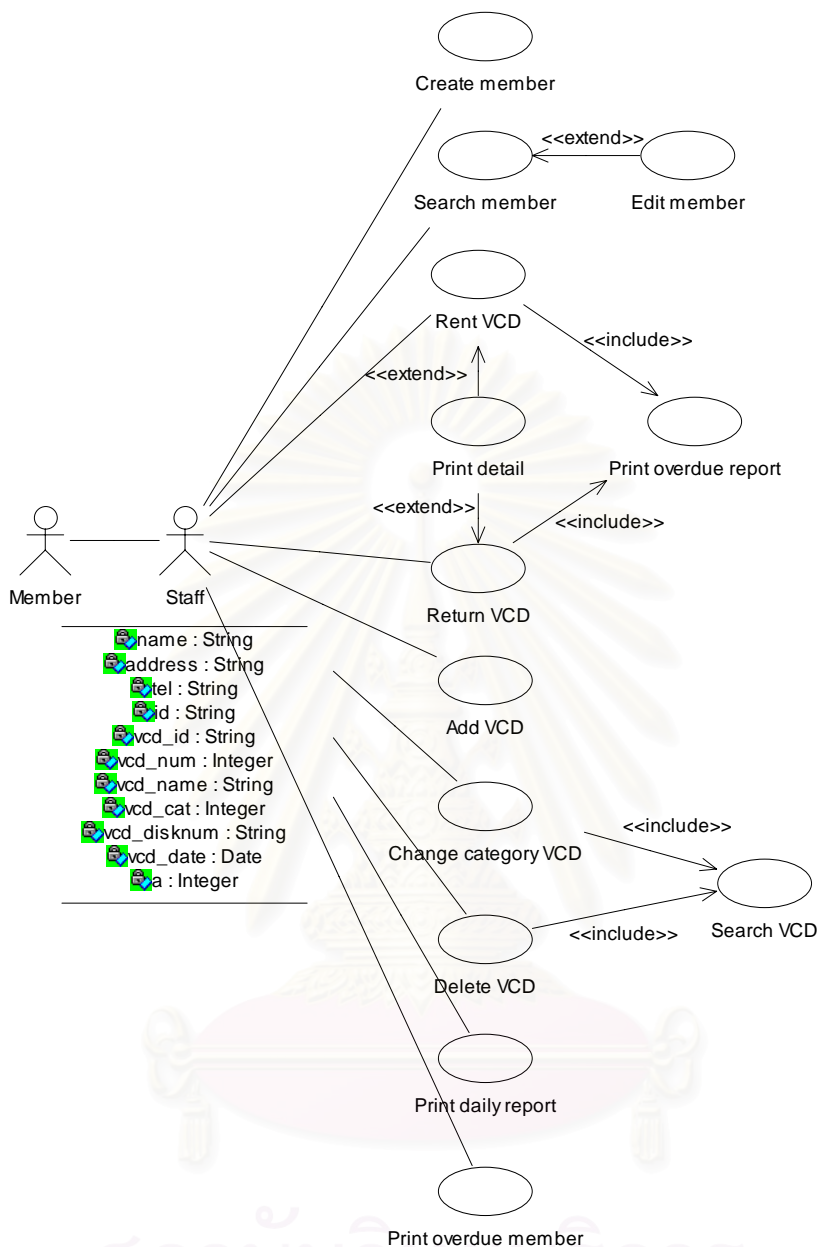 Create member
<<extend>>
Search member
Edit member
Rent VCD
<<include>>
<<extend>>
Print detail
Print overdue report
<<extend>>
<<include>>
Member
Staff
Return VCD
name : String
address : String
tel : String
id : String
vcd_id : String
vcd_num : Integer
vcd_name : String
vcd_cat : Integer
vcd_disknum : String
vcd_date : Date
a : Integer
Add VCD
Change category VCD
<<include>>
<<include>>
Search VCD
Delete VCD
Print daily report
Print overdue member